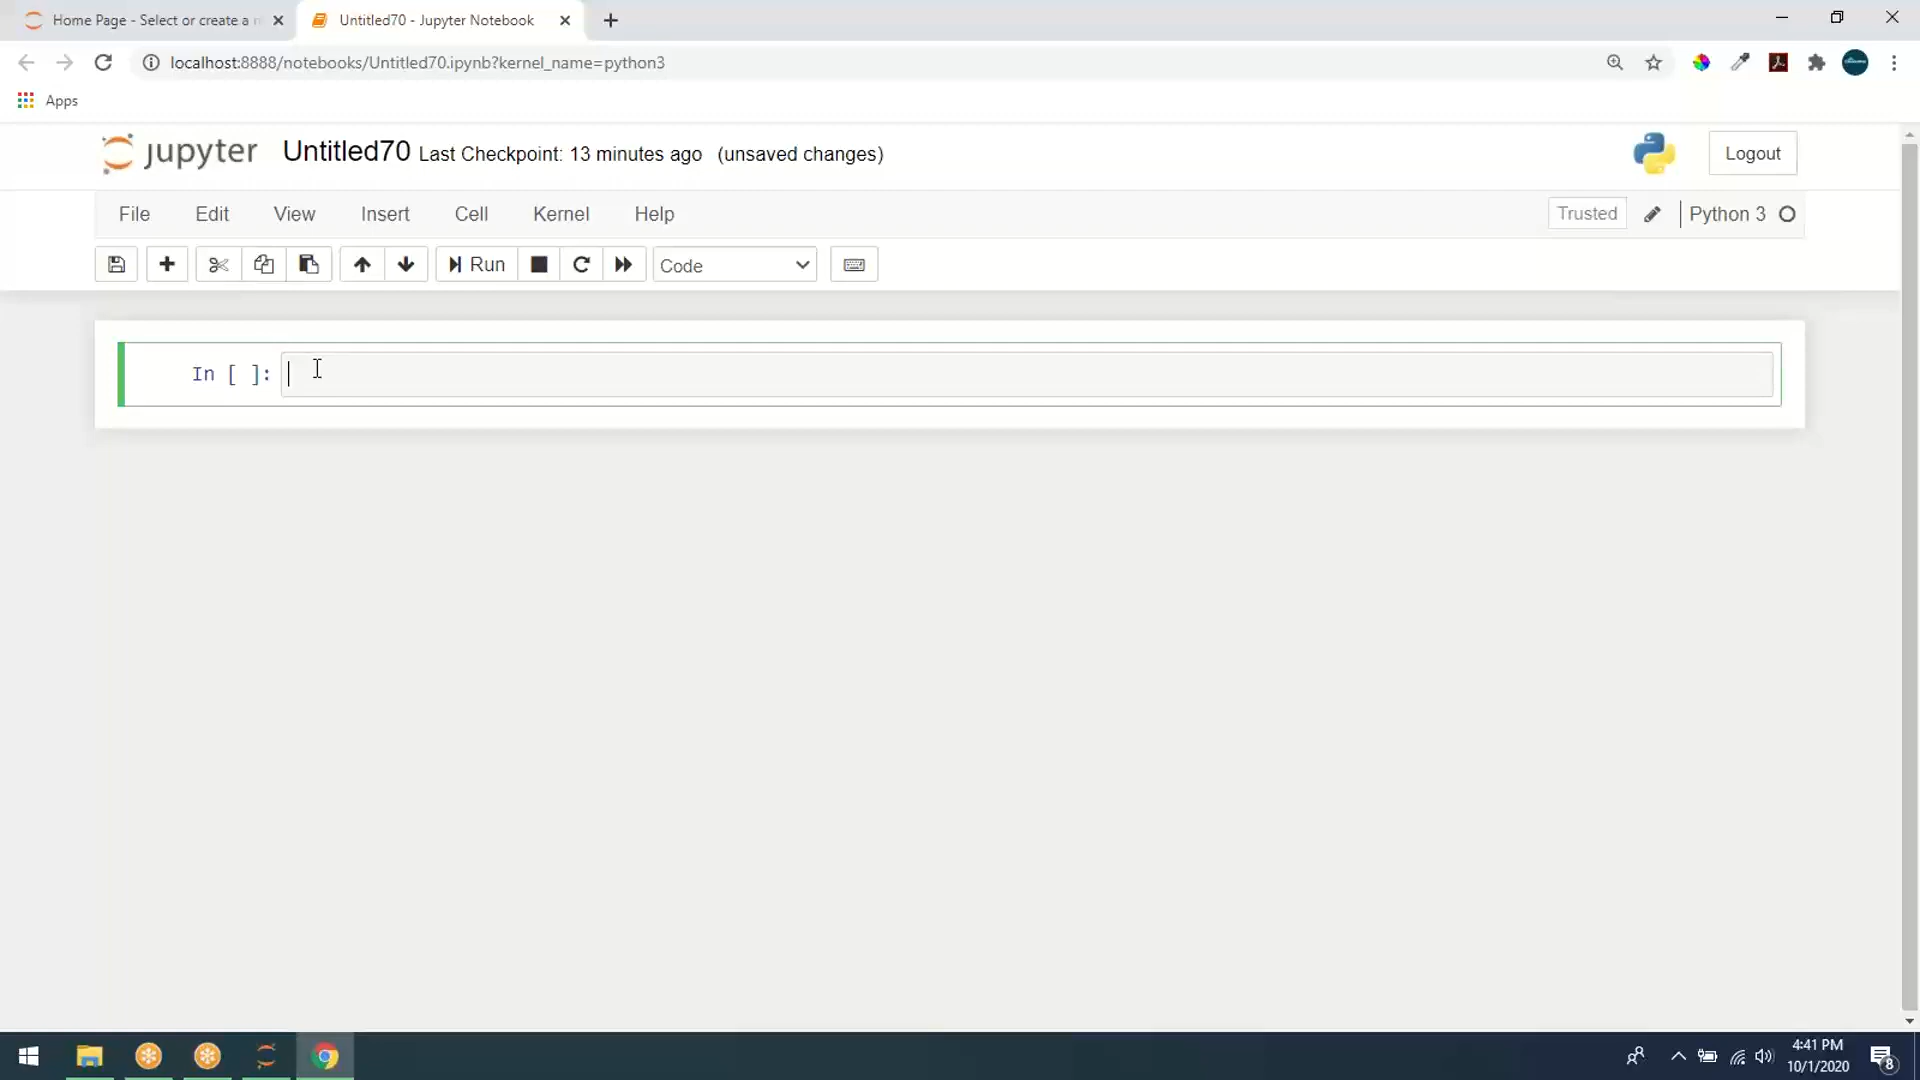 Home Page - Select or create a n
Untitled70 - Jupyter Notebook
localhost:8888/notebooks/Untitled70.ipynb?kernel_name=python3
Apps
jupyter Untitled70 Last Checkpoint: 13 minutes ago (unsaved changes)
Logout
File Edit View Insert Cell Kernel Help
Trusted
Python 3
Run
Code
In [ ]:
4:41 PM
10/1/2020
8